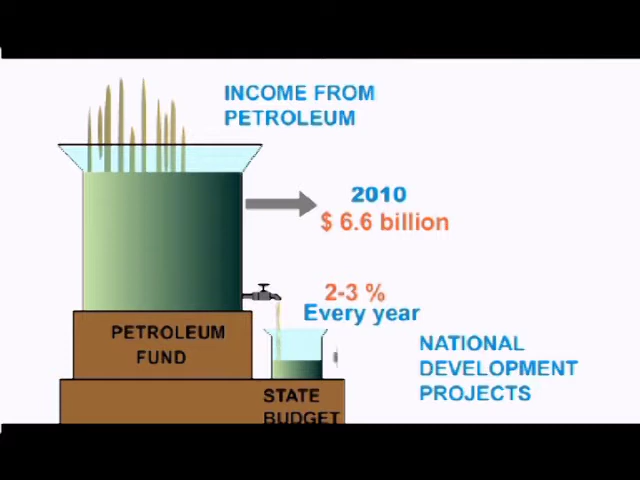 INCOME FROM
PETROLEUM
2010
$ 6.6 billion
2-3 %
Every year
PETROLEUM
FUND
NATIONAL
DEVELOPMENT
PROJECTS
STATE
BUDGET